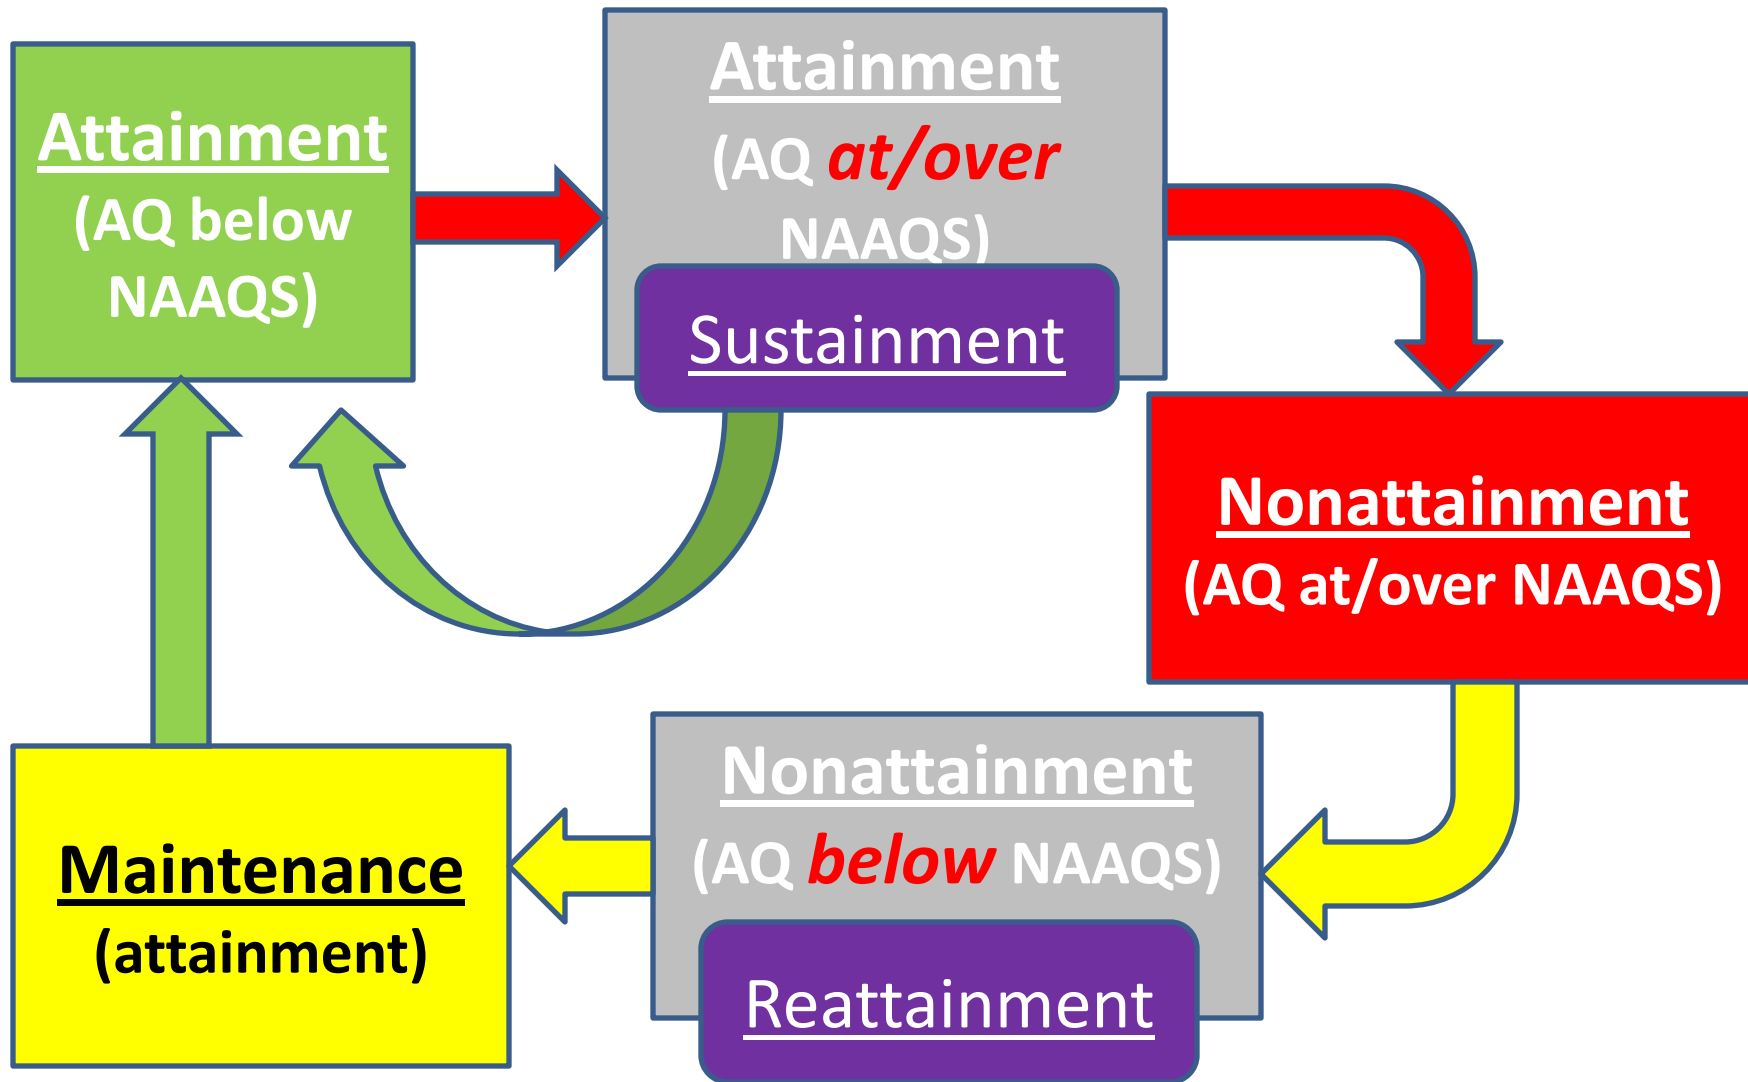 Attainment
(AQ below
NAAQS)
Attainment
(AQ at/over
NAAQS)
Sustainment
Nonattainment
(AQ at/over NAAQS)
Nonattainment
(AQ below NAAQS)
Reattainment
Maintenance
(attainment)